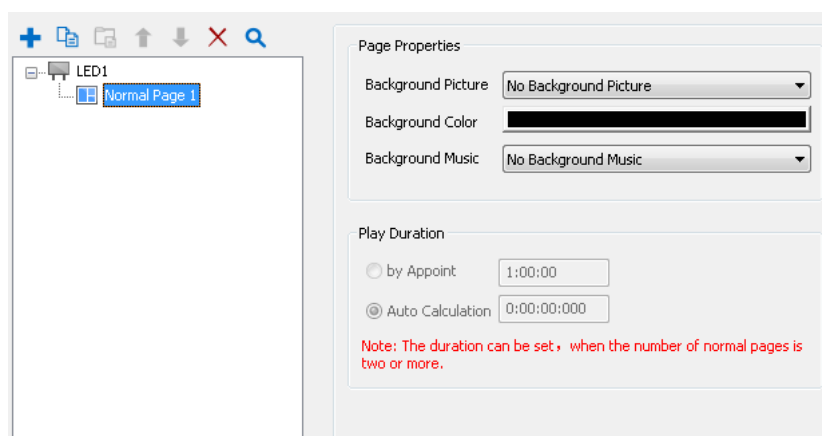 LED1
Normal Page 1
Page Properties
Background Picture No Background Picture
Background Color
Background Music No Background Music
Play Duration
by Appoint 1:00:00
Auto Calculation 0:00:00:000
Note: The duration can be set，when the number of normal pages is
two or more.